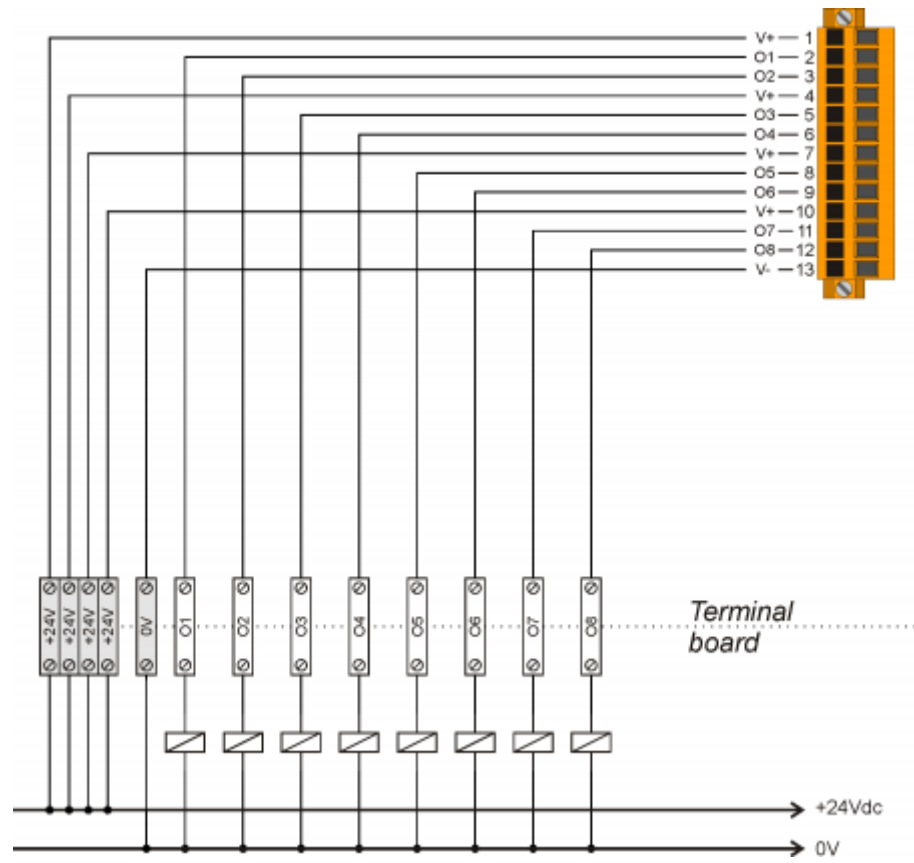 V+ 1
O1 2
O2 3
V+ 4
O3 5
O4 6
V+ 7
O5 8
O6 9
V+ 10
O7 11
O8 12
V- 13
+24V +24V +24V +24V 0V O1 O2 O3 O4 O5 O6 O7 O8
Terminal
board
+24Vdc
0V